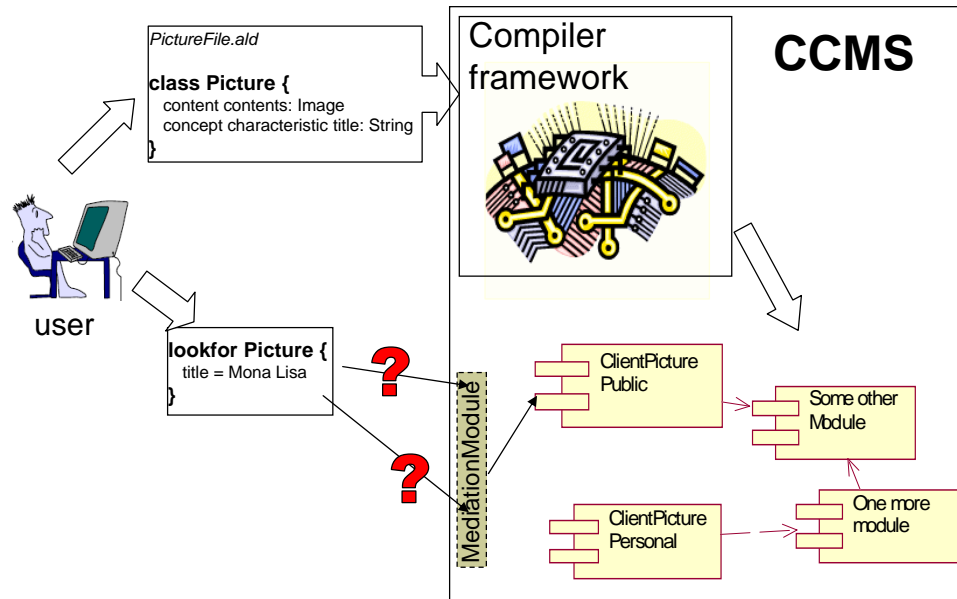 PictureFile.ald
class Picture {
content contents: Image
concept characteristic title: String
}
Compiler
framework
CCMS
user
lookfor Picture {
title = Mona Lisa
}
?
?
MediationModule
ClientPicture
Public
Some other
Module
ClientPicture
Personal
One more
module